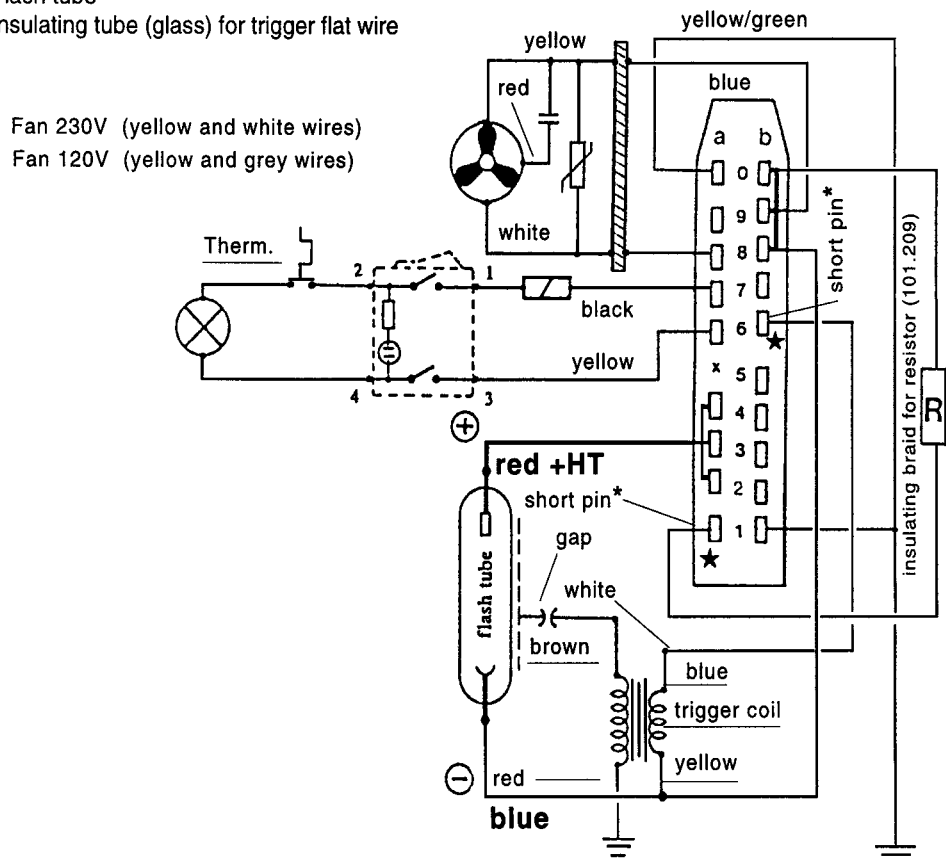 nsulating tube (glass) for trigger flat wire
yellow/green
yellow
blue
red
a b
Fan 230V (yellow and white wires)
Fan 120V (yellow and grey wires)
0
9
8
7
6
x 5
4
3
2
1
white
short pin*
Therm.
2 1
black
yellow
4 3
insulating braid for resistor (101.209)
R
+
red +HT
short pin*
gap
flash tube
white
brown
blue
trigger coil
yellow
−
red
blue